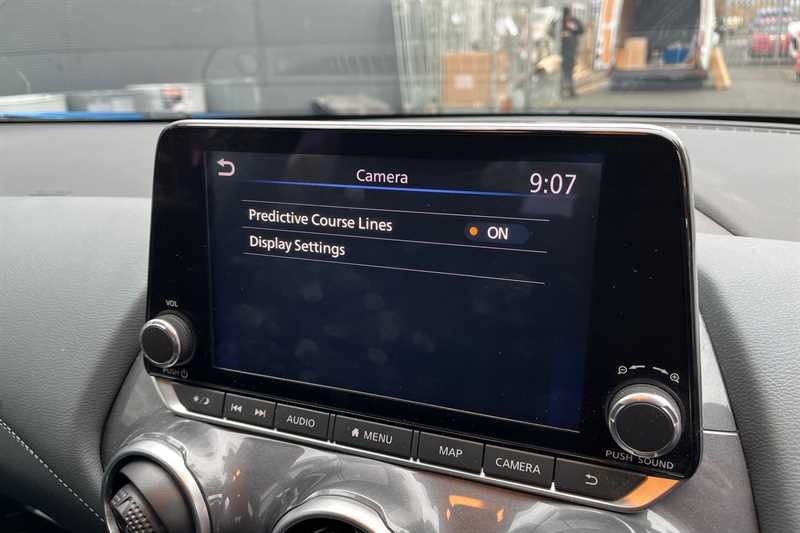 Camera
9:07
Predictive Course Lines
ON
Display Settings
VOL
PUSH
AUDIO
MENU
MAP
CAMERA
PUSH SOUND